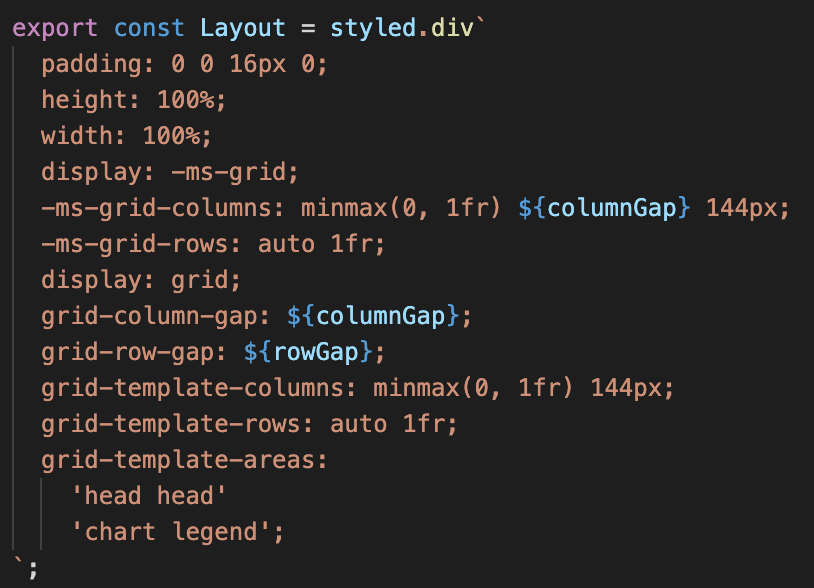 export const Layout = styled.div`
  padding: 0 0 16px 0;
  height: 100%;
  width: 100%;
  display: -ms-grid;
  -ms-grid-columns: minmax(0, 1fr) ${columnGap} 144px;
  -ms-grid-rows: auto 1fr;
  display: grid;
  grid-column-gap: ${columnGap};
  grid-row-gap: ${rowGap};
  grid-template-columns: minmax(0, 1fr) 144px;
  grid-template-rows: auto 1fr;
  grid-template-areas:
    'head head'
    'chart legend';
`;